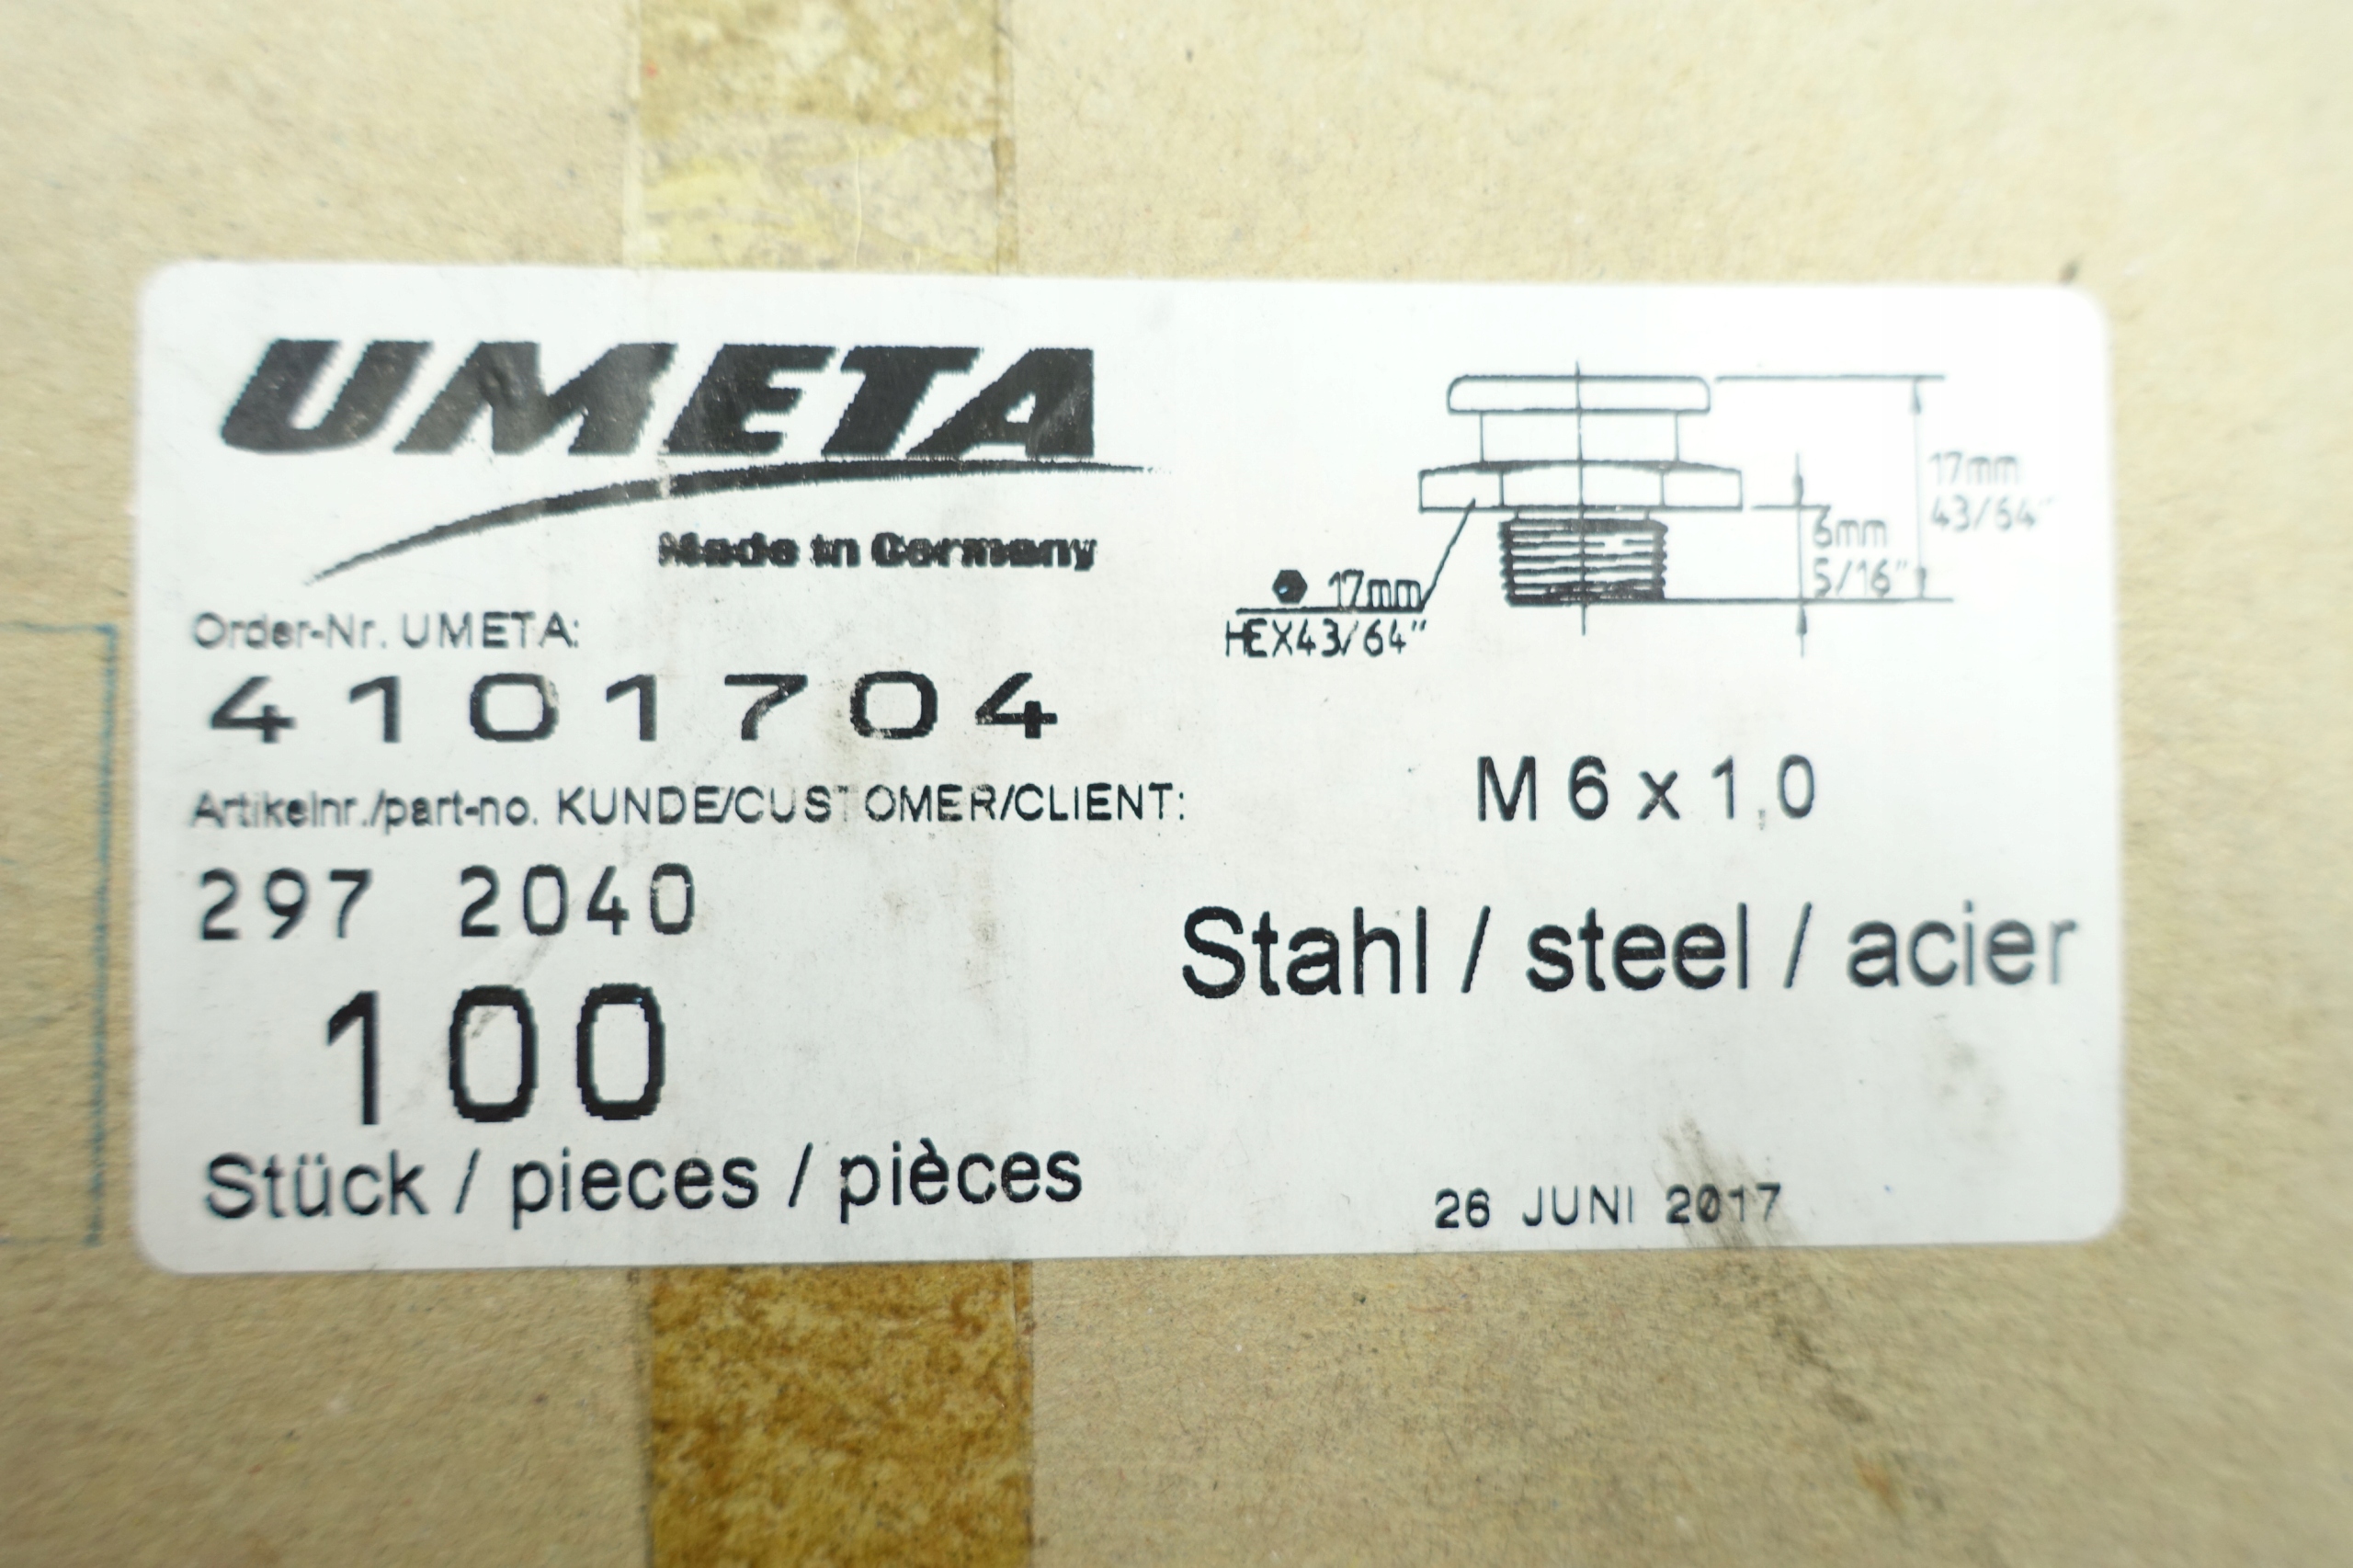 UMETA
Made in Germany
Order-Nr. UMETA:
4101704
Artikelnr./part-no. KUNDE/CUSTOMER/CLIENT:
297 2040
100
Stück / pieces / pièces
17mm
43/64"
6mm
5/16"
17mm
HEX43/64"
M 6 x 1,0
Stahl / steel / acier
26 JUNI 2017